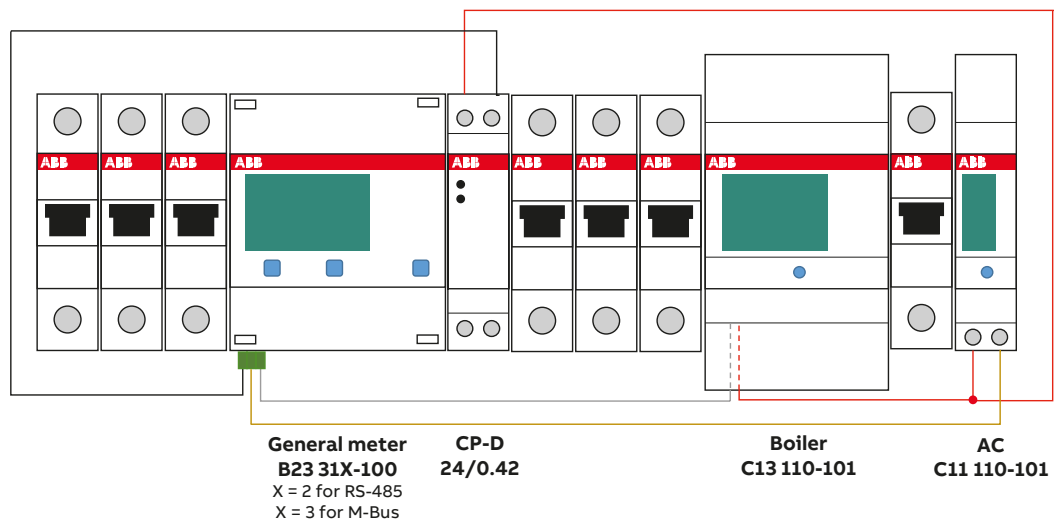 ABB
ABB
ABB
ABB
ABB
ABB
ABB
ABB
ABB
ABB
ABB
General meter
B23 31X-100
X = 2 for RS-485
X = 3 for M-Bus
CP-D
24/0.42
Boiler
C13 110-101
AC
C11 110-101